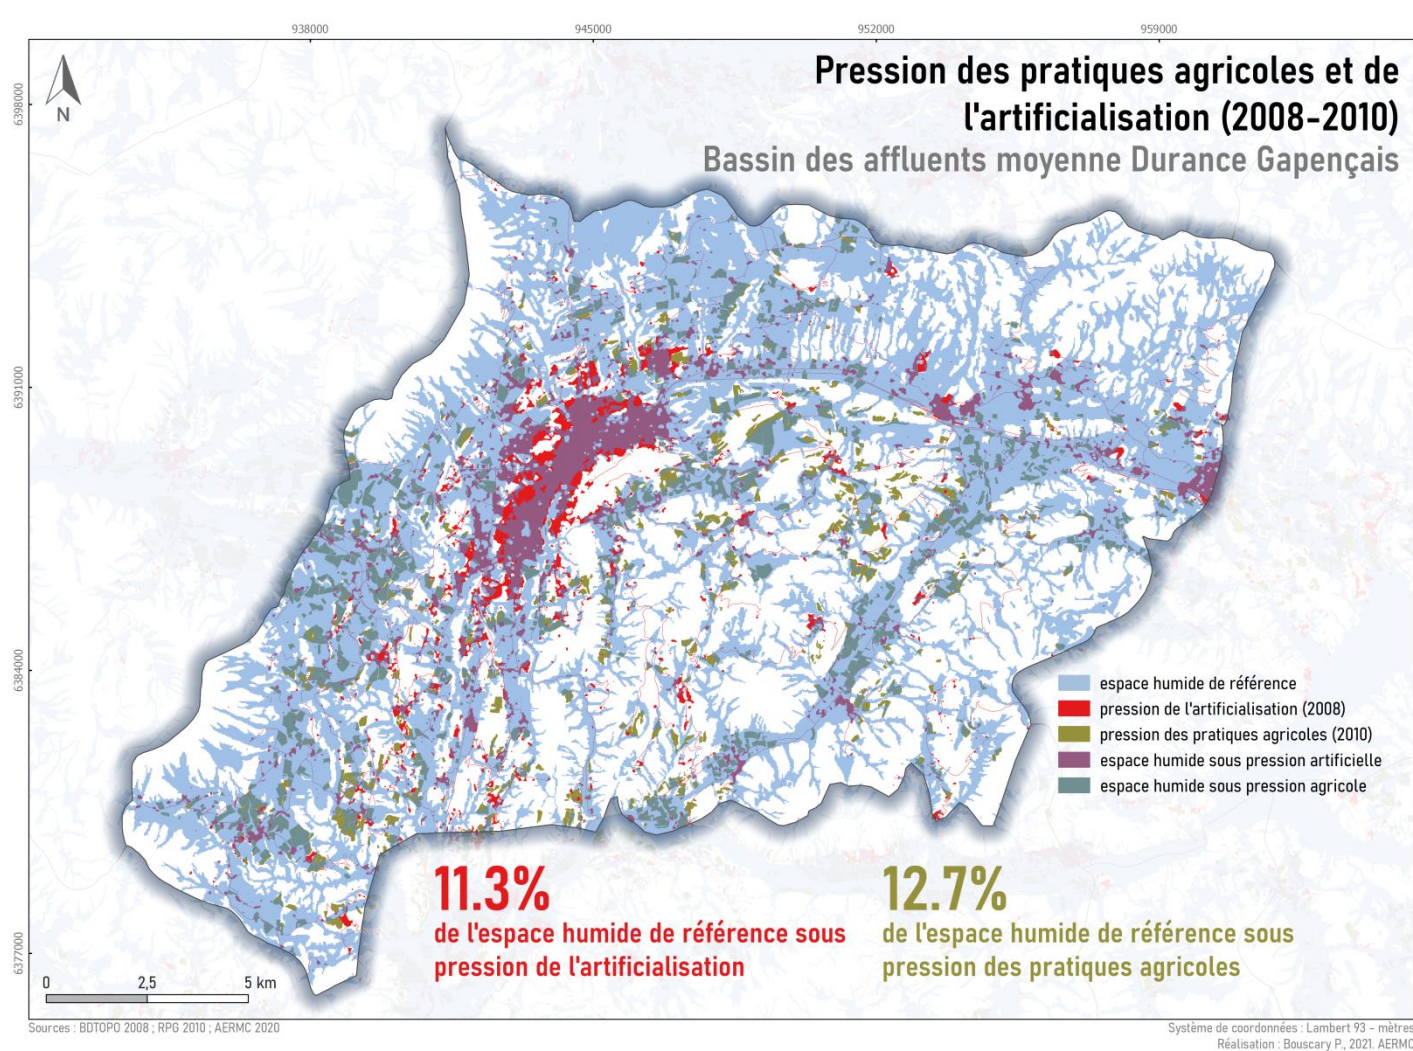 938000
945000
952000
959000
6398000
6391000
6384000
6377000
N
Pression des pratiques agricoles et de
l'artificialisation (2008-2010)
Bassin des affluents moyenne Durance Gapençais
espace humide de référence
pression de l'artificialisation (2008)
pression des pratiques agricoles (2010)
espace humide sous pression artificielle
espace humide sous pression agricole
11.3%
de l'espace humide de référence sous
pression de l'artificialisation
12.7%
de l'espace humide de référence sous
pression des pratiques agricoles
0 2,5 5 km
Sources : BDTOPO 2008 ; RPG 2010 ; AERMC 2020
Système de coordonnées : Lambert 93 - mètres
Réalisation : Bouscary P., 2021. AERMC